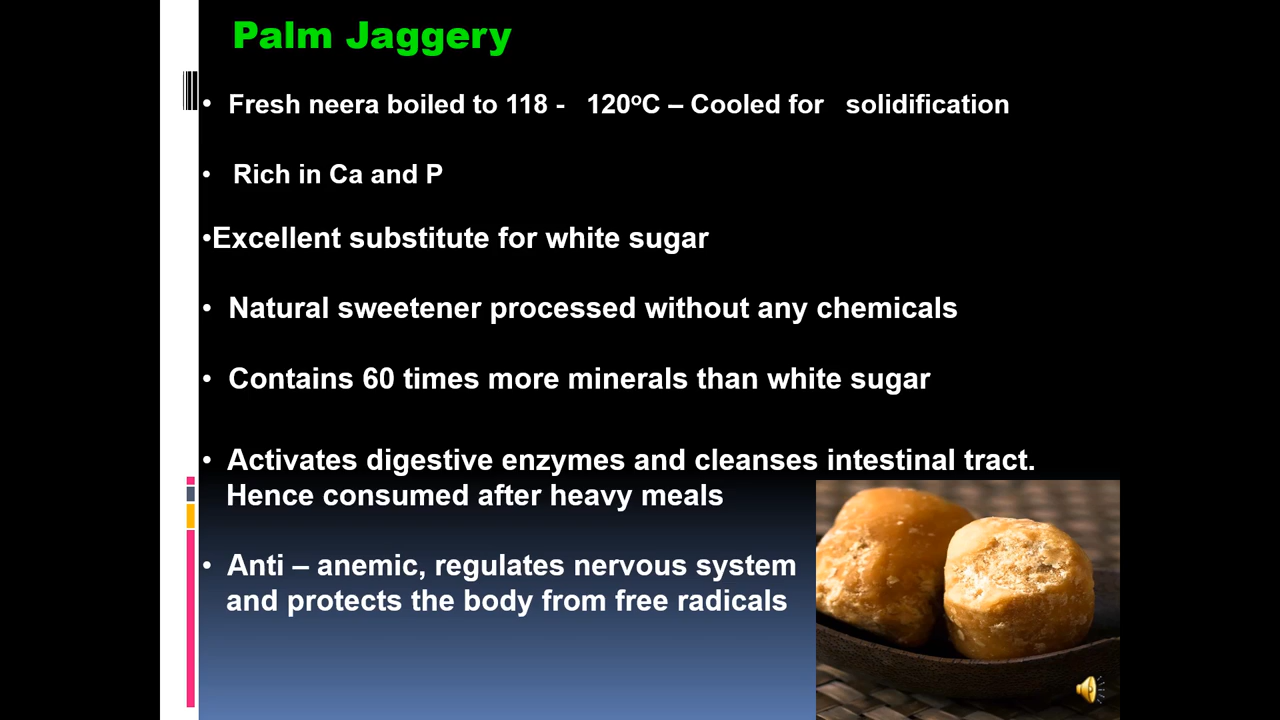 Palm Jaggery
• Fresh neera boiled to 118 - 120ºC – Cooled for solidification
• Rich in Ca and P
•Excellent substitute for white sugar
• Natural sweetener processed without any chemicals
• Contains 60 times more minerals than white sugar
• Activates digestive enzymes and cleanses intestinal tract.
Hence consumed after heavy meals
• Anti – anemic, regulates nervous system
and protects the body from free radicals